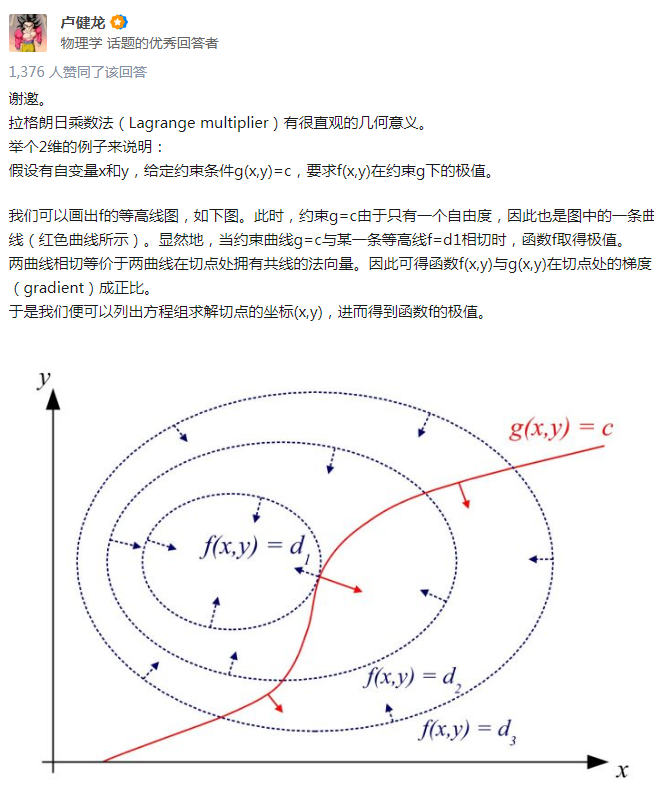 卢健龙
物理学 话题的优秀回答者
1,376 人赞同了该回答
谢邀。
拉格朗日乘数法（Lagrange multiplier）有很直观的几何意义。
举个2维的例子来说明：
假设有自变量x和y，给定约束条件g(x,y)=c，要求f(x,y)在约束g下的极值。
我们可以画出f的等高线图，如下图。此时，约束g=c由于只有一个自由度，因此也是图中的一条曲
线（红色曲线所示）。显然地，当约束曲线g=c与某一条等高线f=d1相切时，函数f取得极值。
两曲线相切等价于两曲线在切点处拥有共线的法向量。因此可得函数f(x,y)与g(x,y)在切点处的梯度
（gradient）成正比。
于是我们便可以列出方程组求解切点的坐标(x,y)，进而得到函数f的极值。
y
g(x,y) = c
f(x,y) = d1
f(x,y) = d2
f(x,y) = d3
x